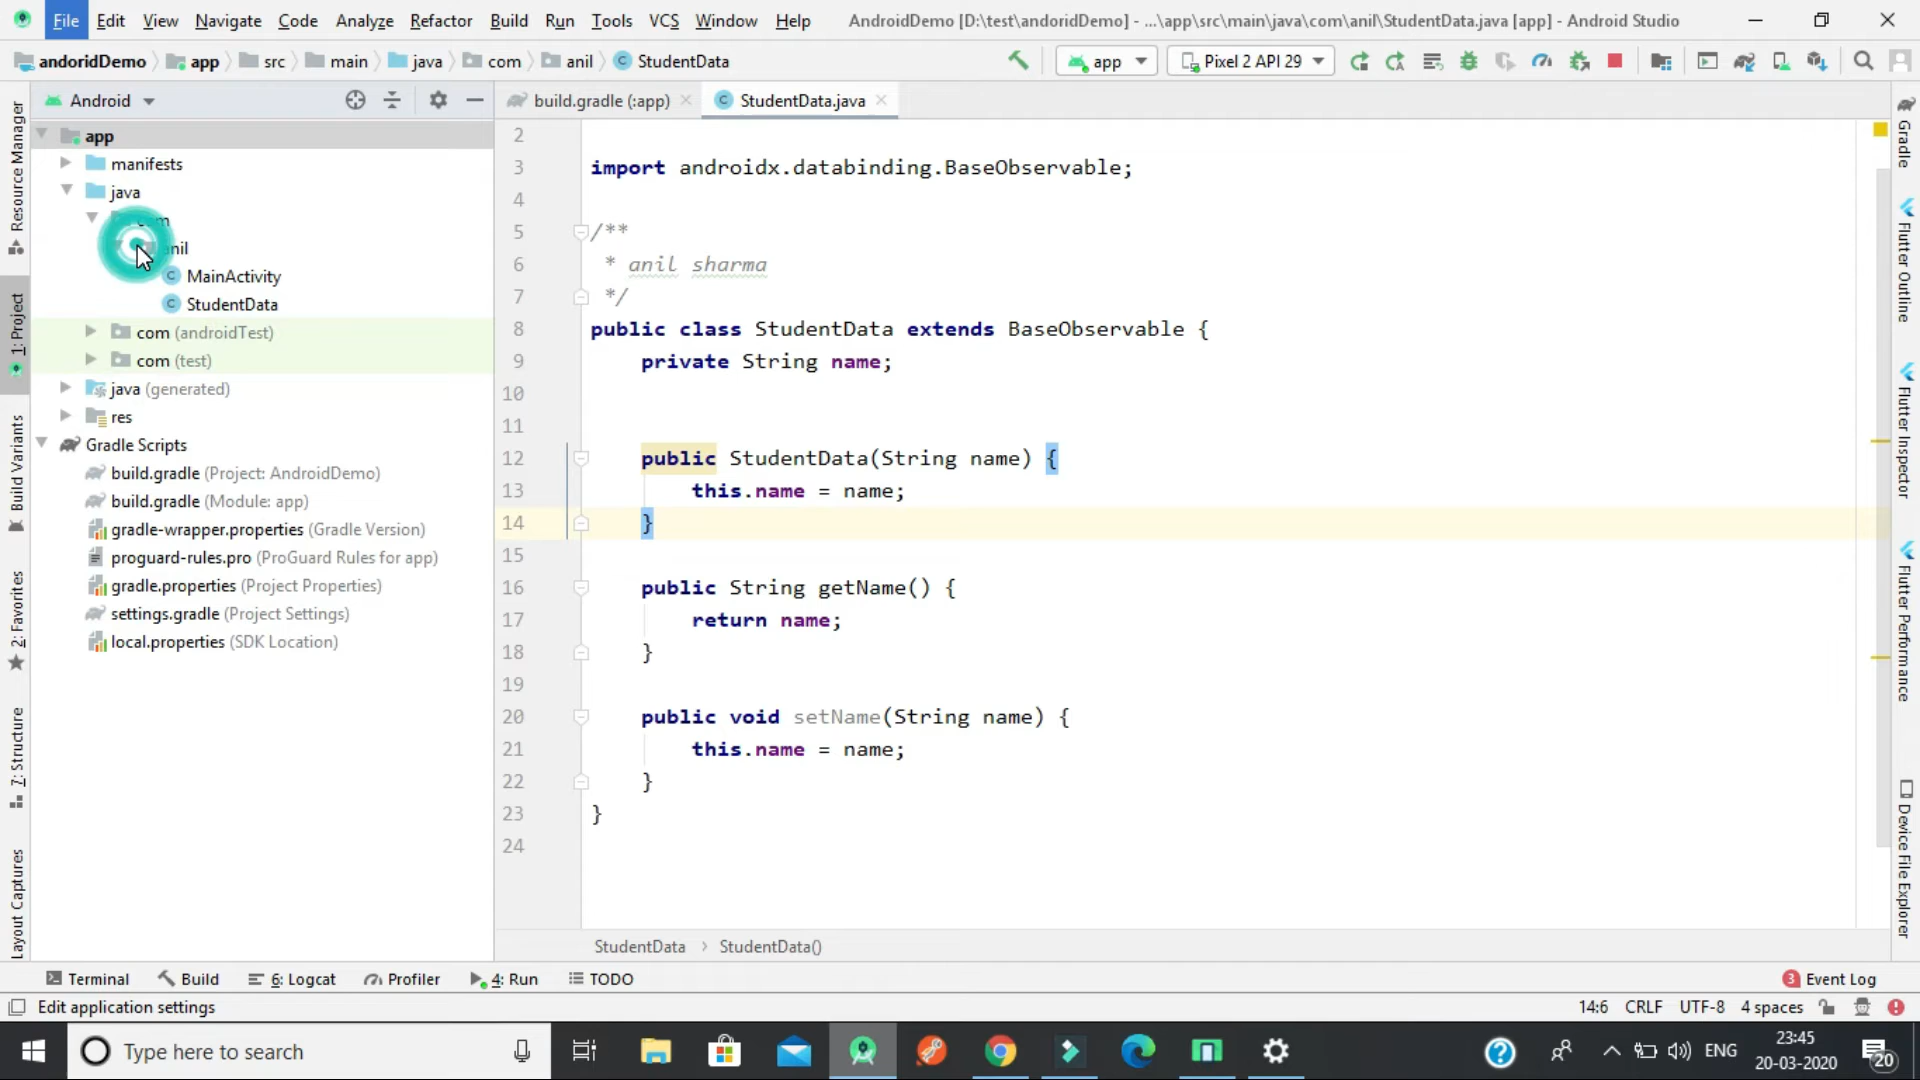 File Edit View Navigate Code Analyze Refactor Build Run Tools VCS Window Help AndroidDemo [D:\test\andoridDemo] - ...\app\src\main\java\com\anil\StudentData.java [app] - Android Studio
andoridDemo app src main java com anil StudentData app Pixel 2 API 29
Android build.gradle (:app) StudentData.java
app
manifests
java
com
anil
MainActivity
StudentData
com (androidTest)
com (test)
java (generated)
res
Gradle Scripts
build.gradle (Project: AndroidDemo)
build.gradle (Module: app)
gradle-wrapper.properties (Gradle Version)
proguard-rules.pro (ProGuard Rules for app)
gradle.properties (Project Properties)
settings.gradle (Project Settings)
local.properties (SDK Location)
2
3 import androidx.databinding.BaseObservable;
4
5 /**
6 * anil sharma
7 */
8 public class StudentData extends BaseObservable {
9 private String name;
10
11
12 public StudentData(String name) {
13 this.name = name;
14 }
15
16 public String getName() {
17 return name;
18 }
19
20 public void setName(String name) {
21 this.name = name;
22 }
23 }
24
StudentData > StudentData()
Resource Manager
1: Project
Build Variants
2: Favorites
7: Structure
Layout Captures
Gradle
Flutter Outline
Flutter Inspector
Flutter Performance
Device File Explorer
Terminal Build 6: Logcat Profiler 4: Run TODO 3 Event Log
Edit application settings 14:6 CRLF UTF-8 4 spaces
Type here to search ENG 23:45
20-03-2020 20